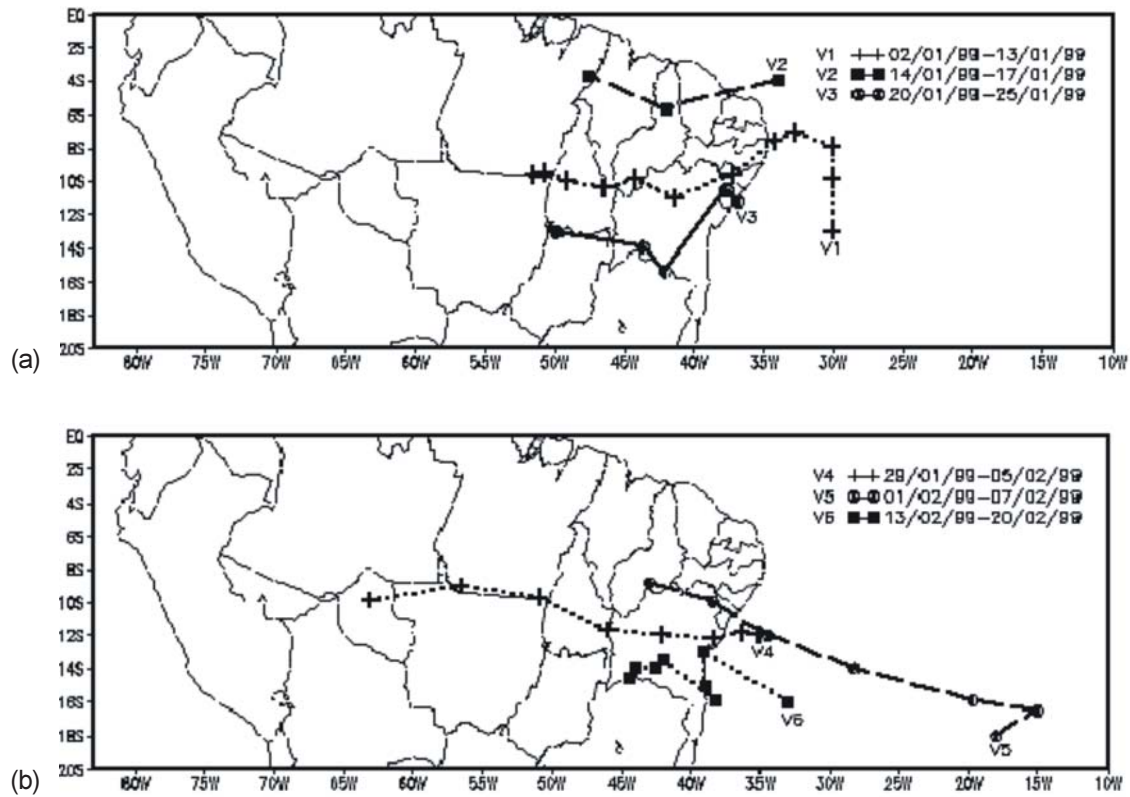 (a)
EQ
2S
4S
6S
8S
10S
12S
14S
16S
18S
20S
80W 75W 70W 65W 60W 55W 50W 45W 40W 35W 30W 25W 20W 15W 10W
V1 02/01/99-13/01/99
V2 14/01/99-17/01/99
V3 20/01/99-25/01/99
V2
V3
V1
(b)
EQ
2S
4S
6S
8S
10S
12S
14S
16S
18S
20S
80W 75W 70W 65W 60W 55W 50W 45W 40W 35W 30W 25W 20W 15W 10W
V4 29/01/99-05/02/99
V5 01/02/99-07/02/99
V6 13/02/99-20/02/99
V4
V6
V5